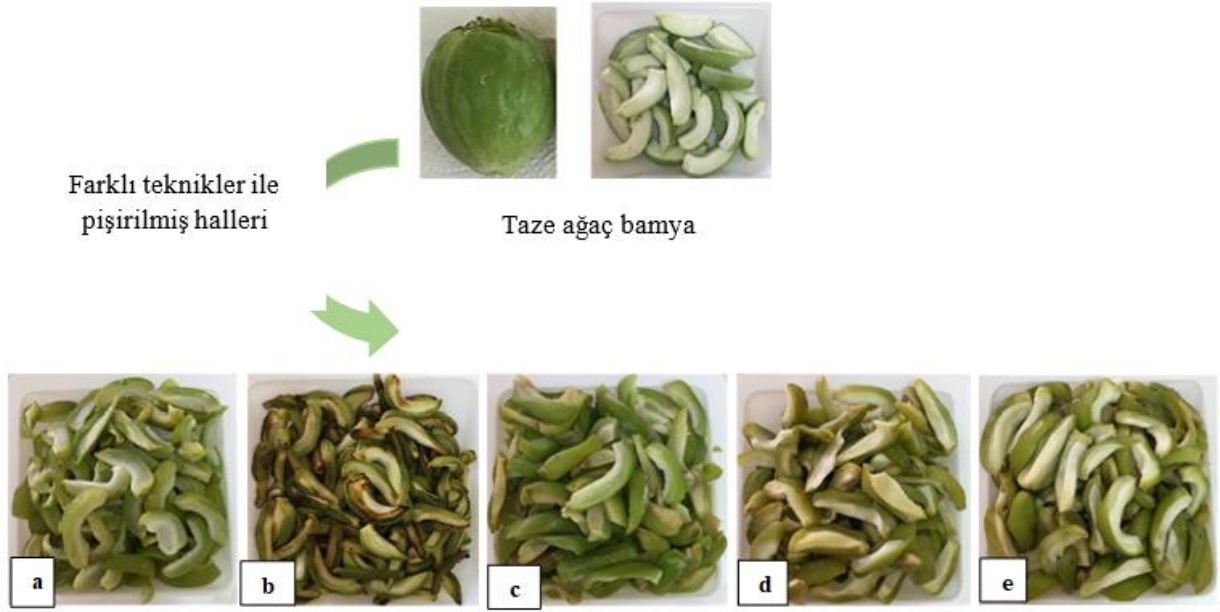 Farklı teknikler ile
pişirilmiş halleri
Taze ağaç bamya
a
b
c
d
e